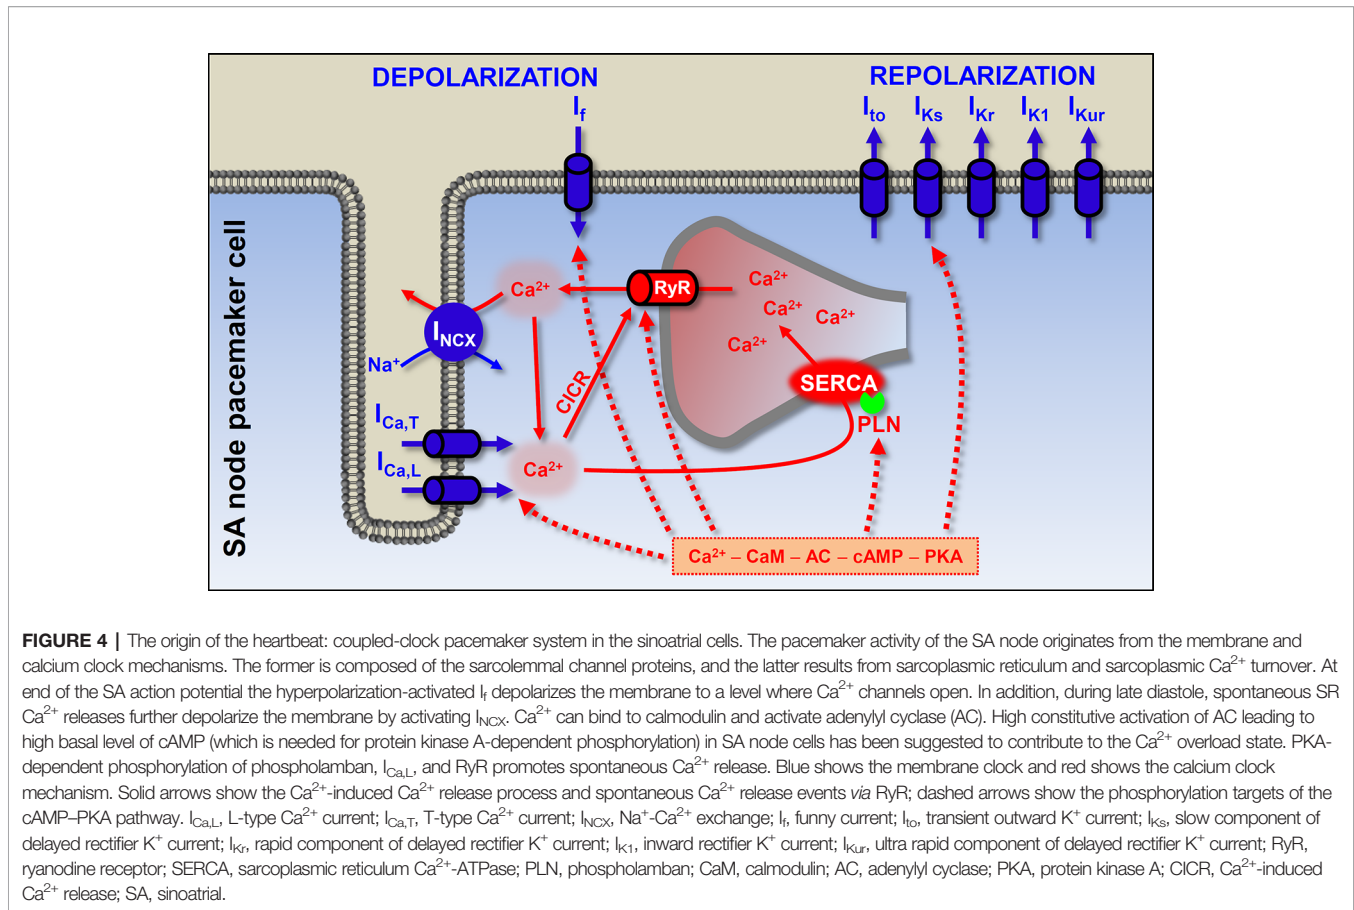 DEPOLARIZATION
REPOLARIZATION
If
Ito
IKs
IKr
IK1
IKur
SA node pacemaker cell
Ca2+
RyR
Ca2+
Ca2+
Ca2+
Ca2+
INCX
Na+
SERCA
PLN
CICR
ICa,T
ICa,L
Ca2+
Ca2+ – CaM – AC – cAMP – PKA
FIGURE 4 | The origin of the heartbeat: coupled-clock pacemaker system in the sinoatrial cells. The pacemaker activity of the SA node originates from the membrane and
calcium clock mechanisms. The former is composed of the sarcolemmal channel proteins, and the latter results from sarcoplasmic reticulum and sarcoplasmic Ca2+ turnover. At
end of the SA action potential the hyperpolarization-activated If depolarizes the membrane to a level where Ca2+ channels open. In addition, during late diastole, spontaneous SR
Ca2+ releases further depolarize the membrane by activating INCX. Ca2+ can bind to calmodulin and activate adenylyl cyclase (AC). High constitutive activation of AC leading to
high basal level of cAMP (which is needed for protein kinase A-dependent phosphorylation) in SA node cells has been suggested to contribute to the Ca2+ overload state. PKA-
dependent phosphorylation of phospholamban, ICa,L, and RyR promotes spontaneous Ca2+ release. Blue shows the membrane clock and red shows the calcium clock
mechanism. Solid arrows show the Ca2+-induced Ca2+ release process and spontaneous Ca2+ release events via RyR; dashed arrows show the phosphorylation targets of the
cAMP–PKA pathway. ICa,L, L-type Ca2+ current; ICa,T, T-type Ca2+ current; INCX, Na+-Ca2+ exchange; If, funny current; Ito, transient outward K+ current; IKs, slow component of
delayed rectifier K+ current; IKr, rapid component of delayed rectifier K+ current; IK1, inward rectifier K+ current; IKur, ultra rapid component of delayed rectifier K+ current; RyR,
ryanodine receptor; SERCA, sarcoplasmic reticulum Ca2+-ATPase; PLN, phospholamban; CaM, calmodulin; AC, adenylyl cyclase; PKA, protein kinase A; CICR, Ca2+-induced
Ca2+ release; SA, sinoatrial.